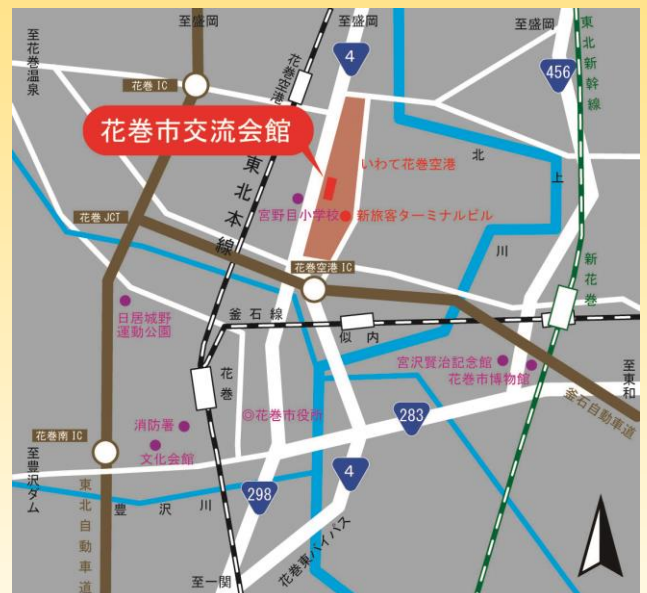 至盛岡
至盛岡
至盛岡
至花巻温泉
花巻IC
花巻空港
4
456
東北新幹線
花巻市交流会館
東北本線
いわて花巻空港
北上川
宮野目小学校
新旅客ターミナルビル
花巻JCT
花巻空港IC
新花巻
日居城野
運動公園
釜石線
似内
花巻
宮沢賢治記念館
花巻市博物館
至東和
釜石自動車道
◎花巻市役所
消防署
文化会館
283
花巻南IC
至豊沢ダム
東北自動車道
豊沢川
298
4
花巻東バイパス
至一関